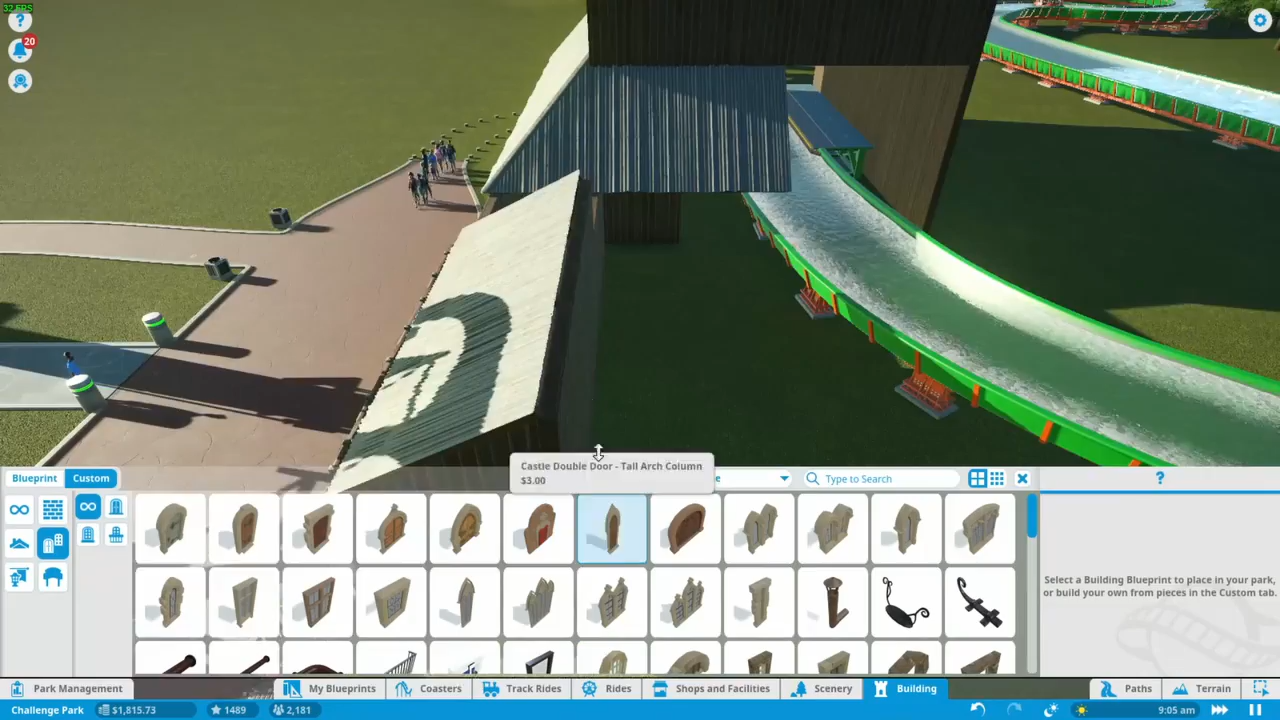 32 FPS
?
20
Castle Double Door - Tall Arch Column
$3.00
Blueprint
Custom
e
Type to Search
?
Select a Building Blueprint to place in your park,
or build your own from pieces in the Custom tab.
Park Management
My Blueprints
Coasters
Track Rides
Rides
Shops and Facilities
Scenery
Building
Paths
Terrain
Challenge Park
$1,815.73
1489
2,181
9:05 am